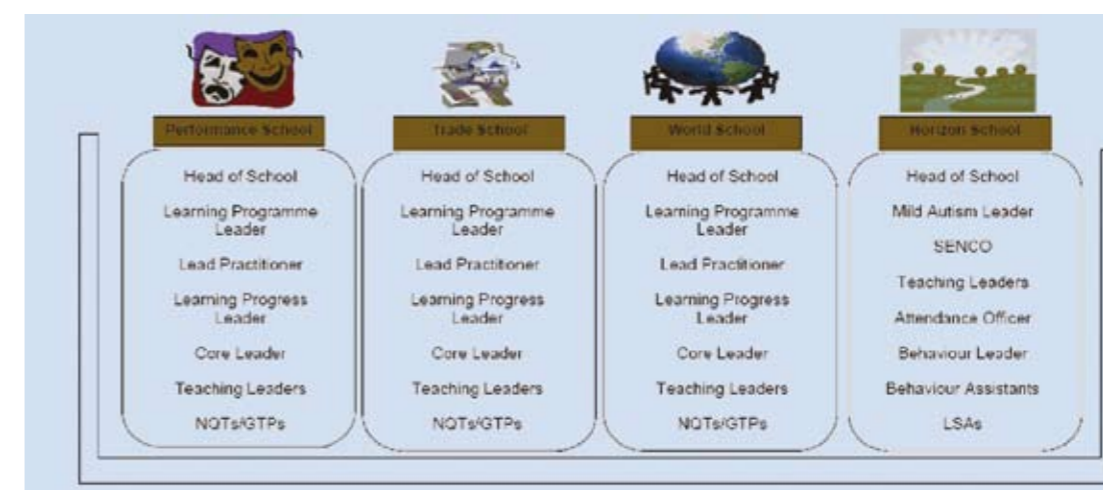 Performance School
Head of School
Learning Programme
Leader
Lead Practitioner
Learning Progress
Leader
Core Leader
Teaching Leaders
NQTs/GTPs
Trade School
Head of School
Learning Programme
Leader
Lead Practitioner
Learning Progress
Leader
Core Leader
Teaching Leaders
NQTs/GTPs
World School
Head of School
Learning Programme
Leader
Lead Practitioner
Learning Progress
Leader
Core Leader
Teaching Leaders
NQTs/GTPs
Horizon School
Head of School
Mild Autism Leader
SENCO
Teaching Leaders
Attendance Officer
Behaviour Leader
Behaviour Assistants
LSAs